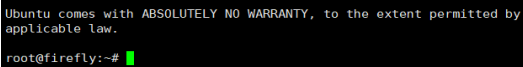 Ubuntu comes with ABSOLUTELY NO WARRANTY, to the extent permitted by
applicable law.
root@firefly:~#